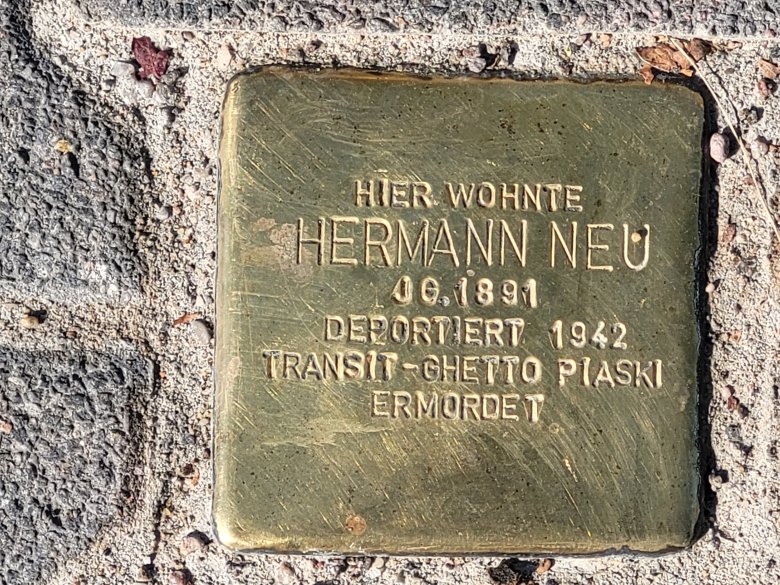 HIER WOHNTE
HERMANN NEU
JG. 1891
DEPORTIERT 1942
TRANSIT-GHETTO PIASKI
ERMORDET